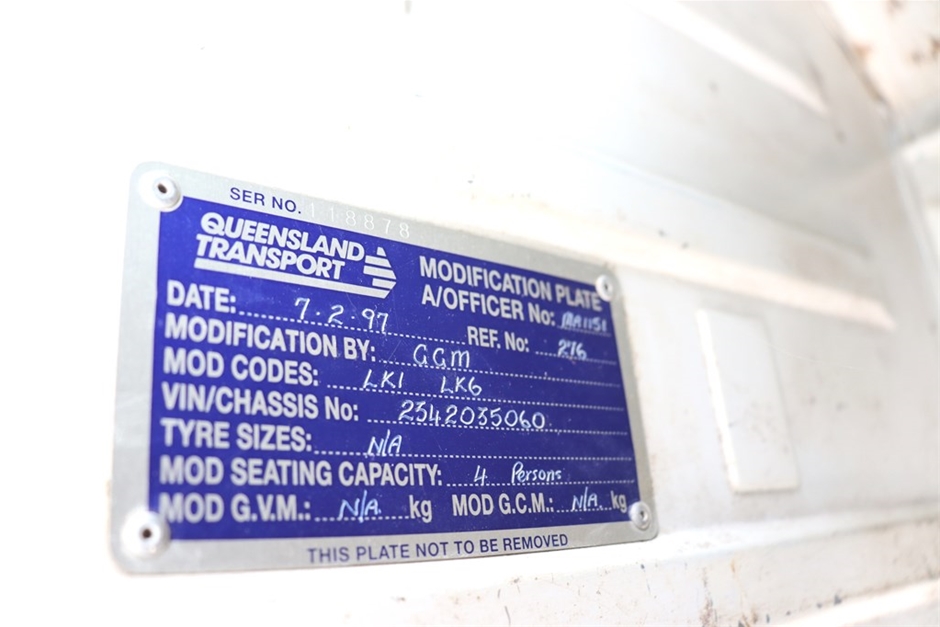 SER NO. 118878
QUEENSLAND
TRANSPORT
MODIFICATION PLATE
A/OFFICER No:
DATE: 7.2.97
REF. No: 276
MODIFICATION BY: GGM
MOD CODES: LK1 LK6
VIN/CHASSIS No: 2342035060
TYRE SIZES: N/A
MOD SEATING CAPACITY: 4 Persons
MOD G.V.M.: N/A kg MOD G.C.M.: N/A kg
THIS PLATE NOT TO BE REMOVED